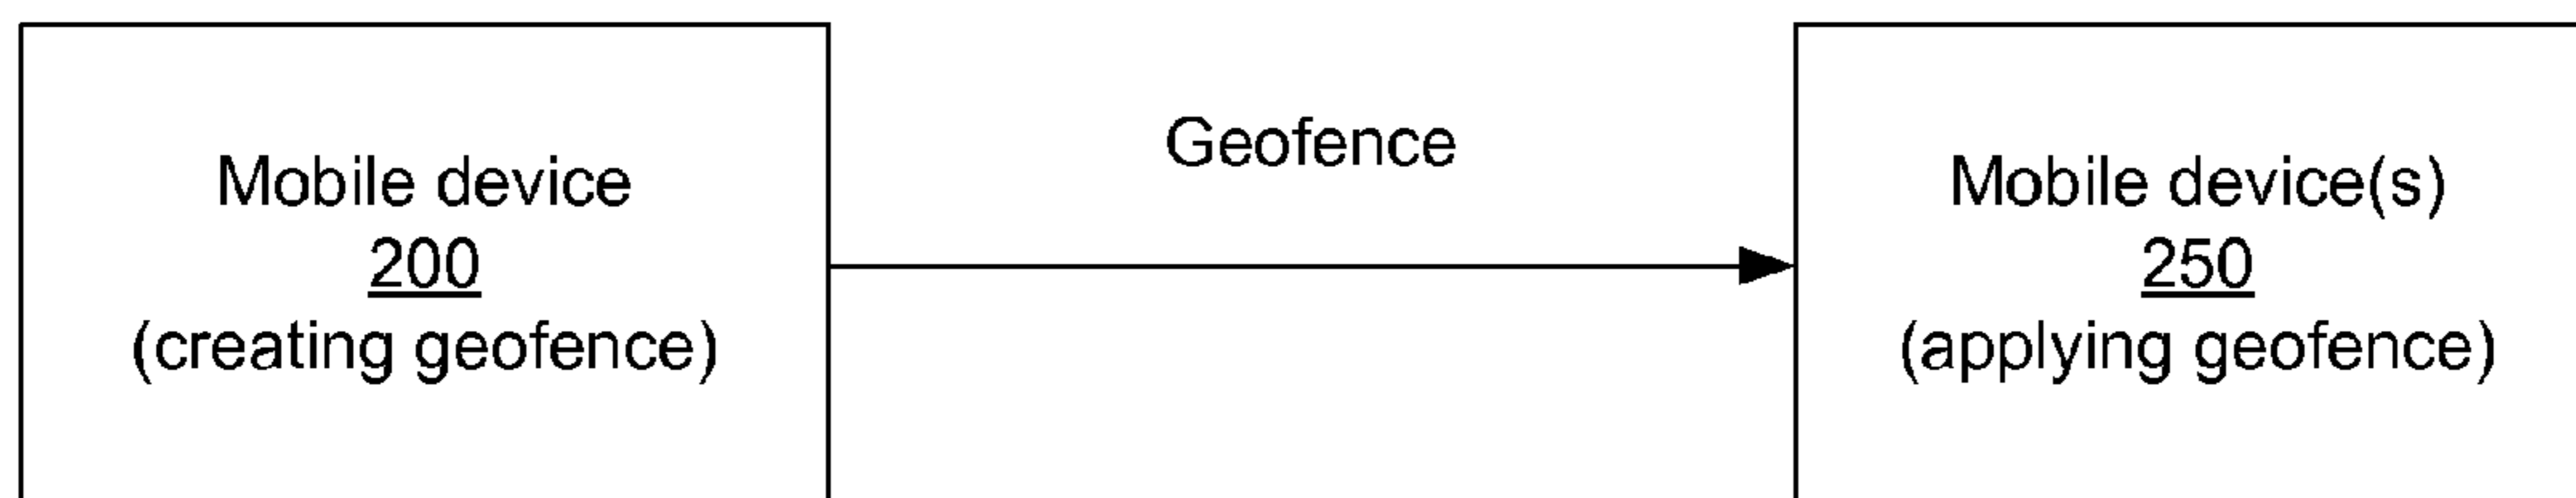 Mobile device
200
(creating geofence)
Geofence
Mobile device(s)
250
(applying geofence)